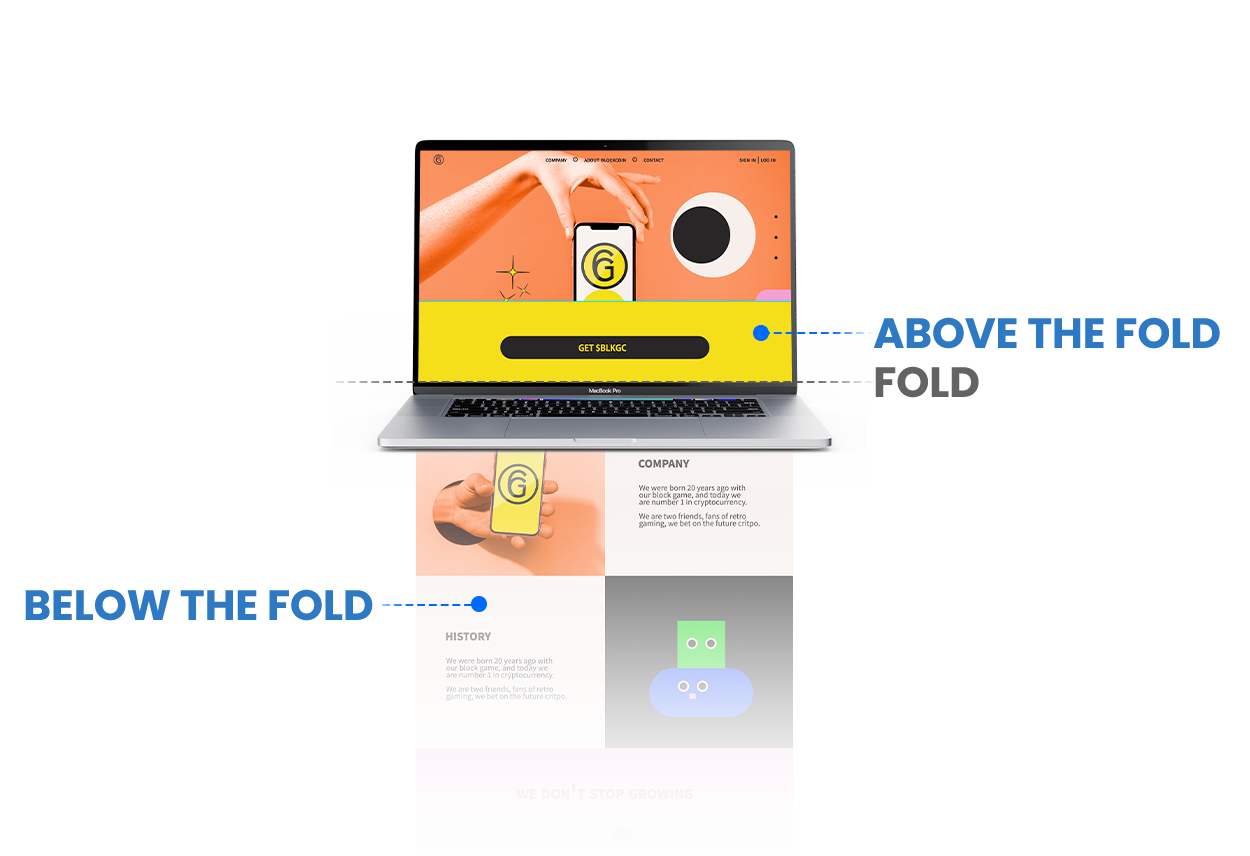 COMPANY ABOUT BLOCKCOIN CONTACT SIGN IN | LOG IN
GET $BLKGC
ABOVE THE FOLD
FOLD
MacBook Pro
COMPANY
We were born 20 years ago with
our block game, and today we
are number 1 in cryptocurrency.
We are two friends, fans of retro
gaming, we bet on the future critpo.
BELOW THE FOLD
HISTORY
We were born 20 years ago with
our block game, and today we
are number 1 in cryptocurrency.
We are two friends, fans of retro
gaming, we bet on the future critpo.
WE DON'T STOP GROWING